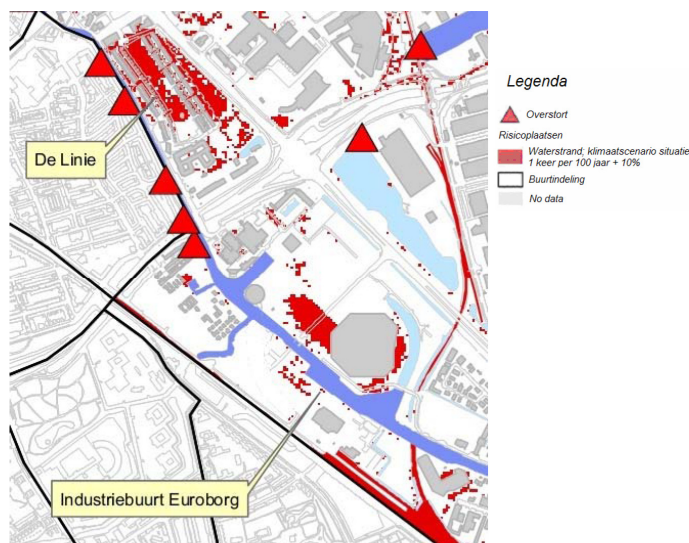 De Linie
Industriebuurt Euroborg
Legenda
Overstort
Risicoplaatsen
Waterstrand; klimaatscenario situatie
1 keer per 100 jaar + 10%
Buurtindeling
No data